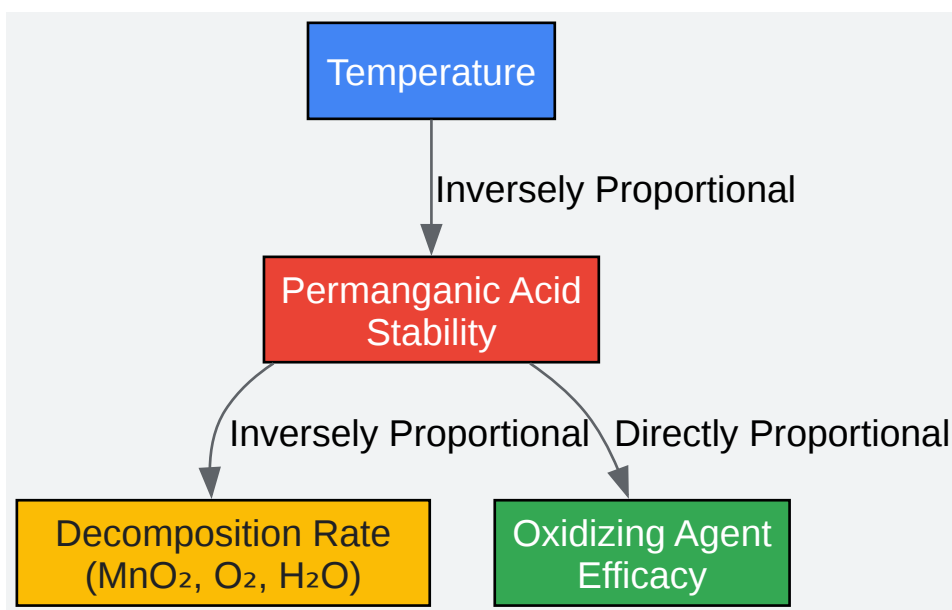 Temperature
Inversely Proportional
Permanganic Acid
Stability
Inversely Proportional
Directly Proportional
Decomposition Rate
(MnO₂, O₂, H₂O)
Oxidizing Agent
Efficacy